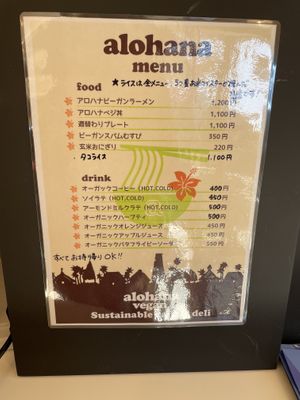 alohana
menu
★ライスは全メニュー
food
アロハナビーガンラーメン 1,200円
アロハナベジ丼 1,100円
週替わりプレート 1,100円
ビーガンスパムむすび 350円
玄米おにぎり 220円
・タコライス 1,100円
drink
オーガニックコーヒー(HOT,COLD) 400円
ソイラテ(HOT,COLD) 450円
アーモンドミルクラテ(HOT,COLD) 500円
オーガニックハーブティ 500円
オーガニックオレンジジュース 450円
オーガニックアップルジュース 450円
オーガニックバタフライピーソーダ 550円
すべてお持ち帰りOK!!
alohana
vegan
Sustainable deli